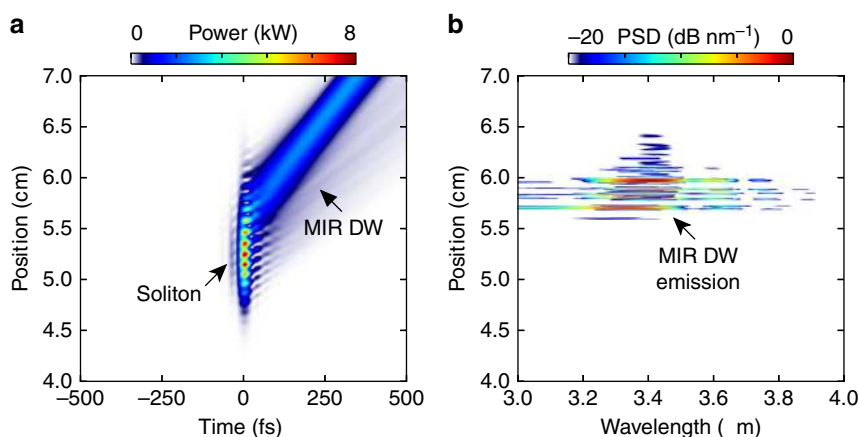 a
0 Power (kW) 8
7.0
6.5
6.0
5.5
5.0
4.5
4.0
Position (cm)
MIR DW
Soliton
−500 −250 0 250 500
Time (fs)
b
−20 PSD (dB nm−1) 0
7.0
6.5
6.0
5.5
5.0
4.5
4.0
Position (cm)
MIR DW
emission
3.0 3.2 3.4 3.6 3.8 4.0
Wavelength ( m)